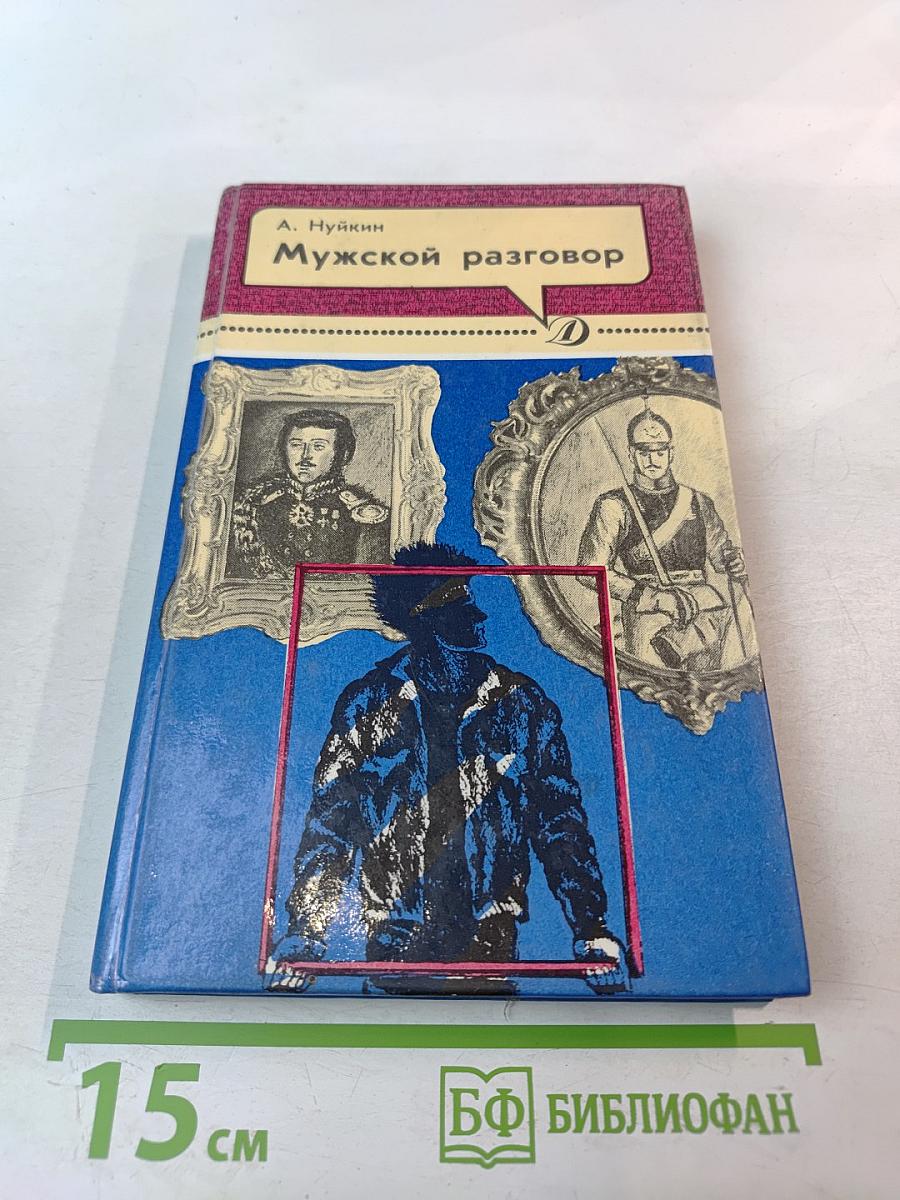 А. Нуйкин
Мужской разговор
Д
15 см
БФ БИБЛИОФАН